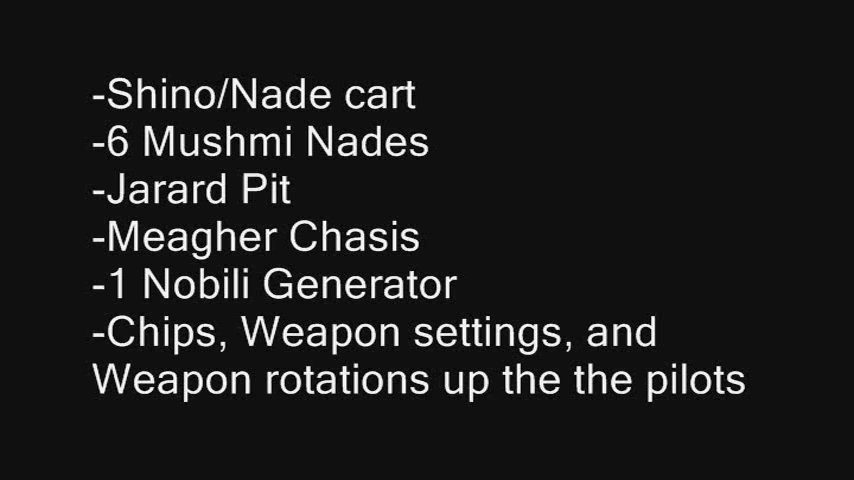 -Shino/Nade cart
-6 Mushmi Nades
-Jarard Pit
-Meagher Chasis
-1 Nobili Generator
-Chips, Weapon settings, and
Weapon rotations up the the pilots